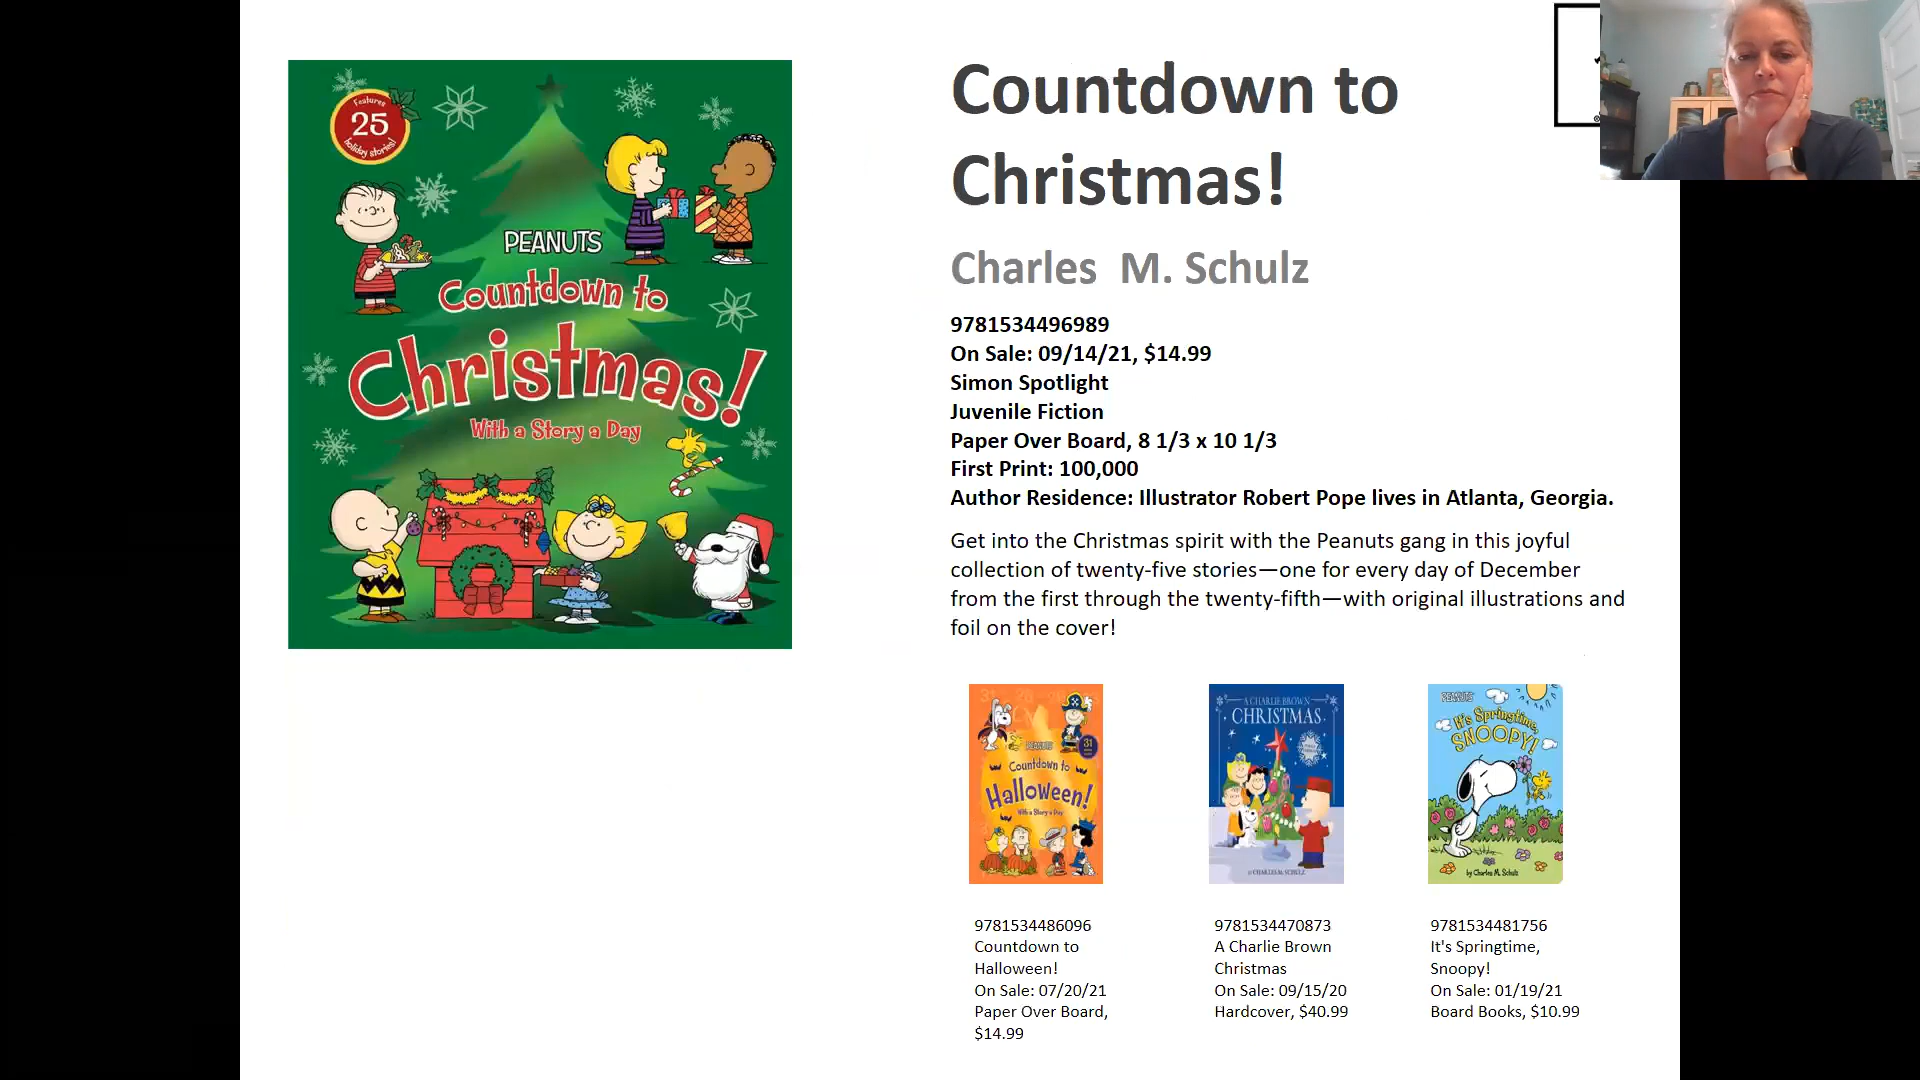 Features
25
holiday stories!
PEANUTS
Countdown to
Christmas!
With a Story a Day
Countdown to
Christmas!
Charles M. Schulz
9781534496989
On Sale: 09/14/21, $14.99
Simon Spotlight
Juvenile Fiction
Paper Over Board, 8 1/3 x 10 1/3
First Print: 100,000
Author Residence: Illustrator Robert Pope lives in Atlanta, Georgia.
Get into the Christmas spirit with the Peanuts gang in this joyful
collection of twenty-five stories—one for every day of December
from the first through the twenty-fifth—with original illustrations and
foil on the cover!
PEANUTS
31
Countdown to
Halloween!
With a Story a Day
A CHARLIE BROWN
CHRISTMAS
CHARLES M. SCHULZ
PEANUTS
It's Springtime,
SNOOPY!
by Charles M. Schulz
9781534486096
Countdown to
Halloween!
On Sale: 07/20/21
Paper Over Board,
$14.99
9781534470873
A Charlie Brown
Christmas
On Sale: 09/15/20
Hardcover, $40.99
9781534481756
It's Springtime,
Snoopy!
On Sale: 01/19/21
Board Books, $10.99